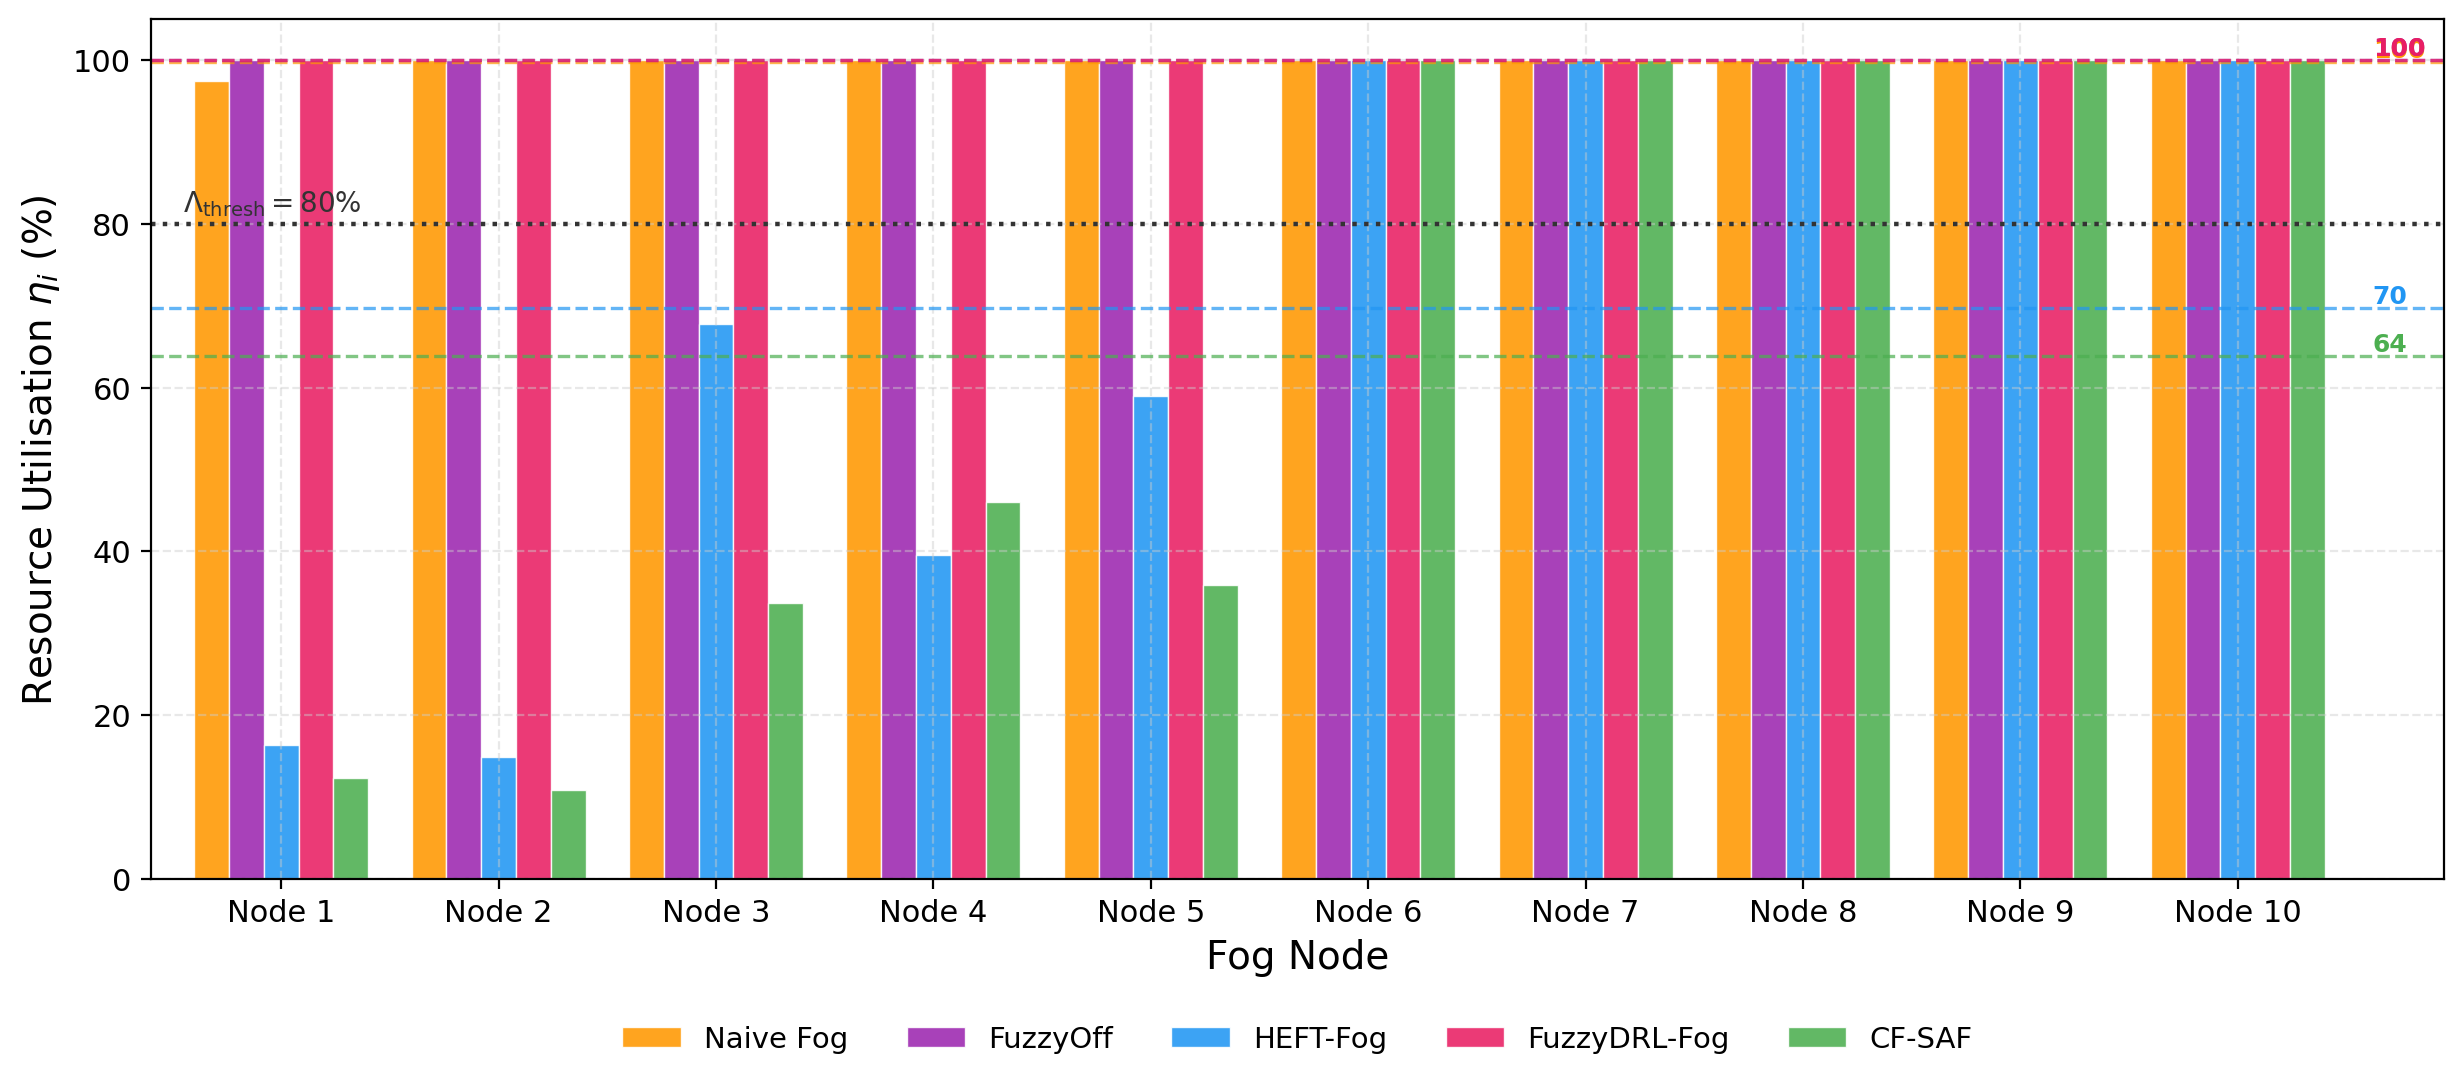 100
100
80
60
40
20
0
Resource Utilisation ηᵢ (%)
Λthresh = 80%
70
64
Node 1 Node 2 Node 3 Node 4 Node 5 Node 6 Node 7 Node 8 Node 9 Node 10
Fog Node
Naive Fog FuzzyOff HEFT-Fog FuzzyDRL-Fog CF-SAF